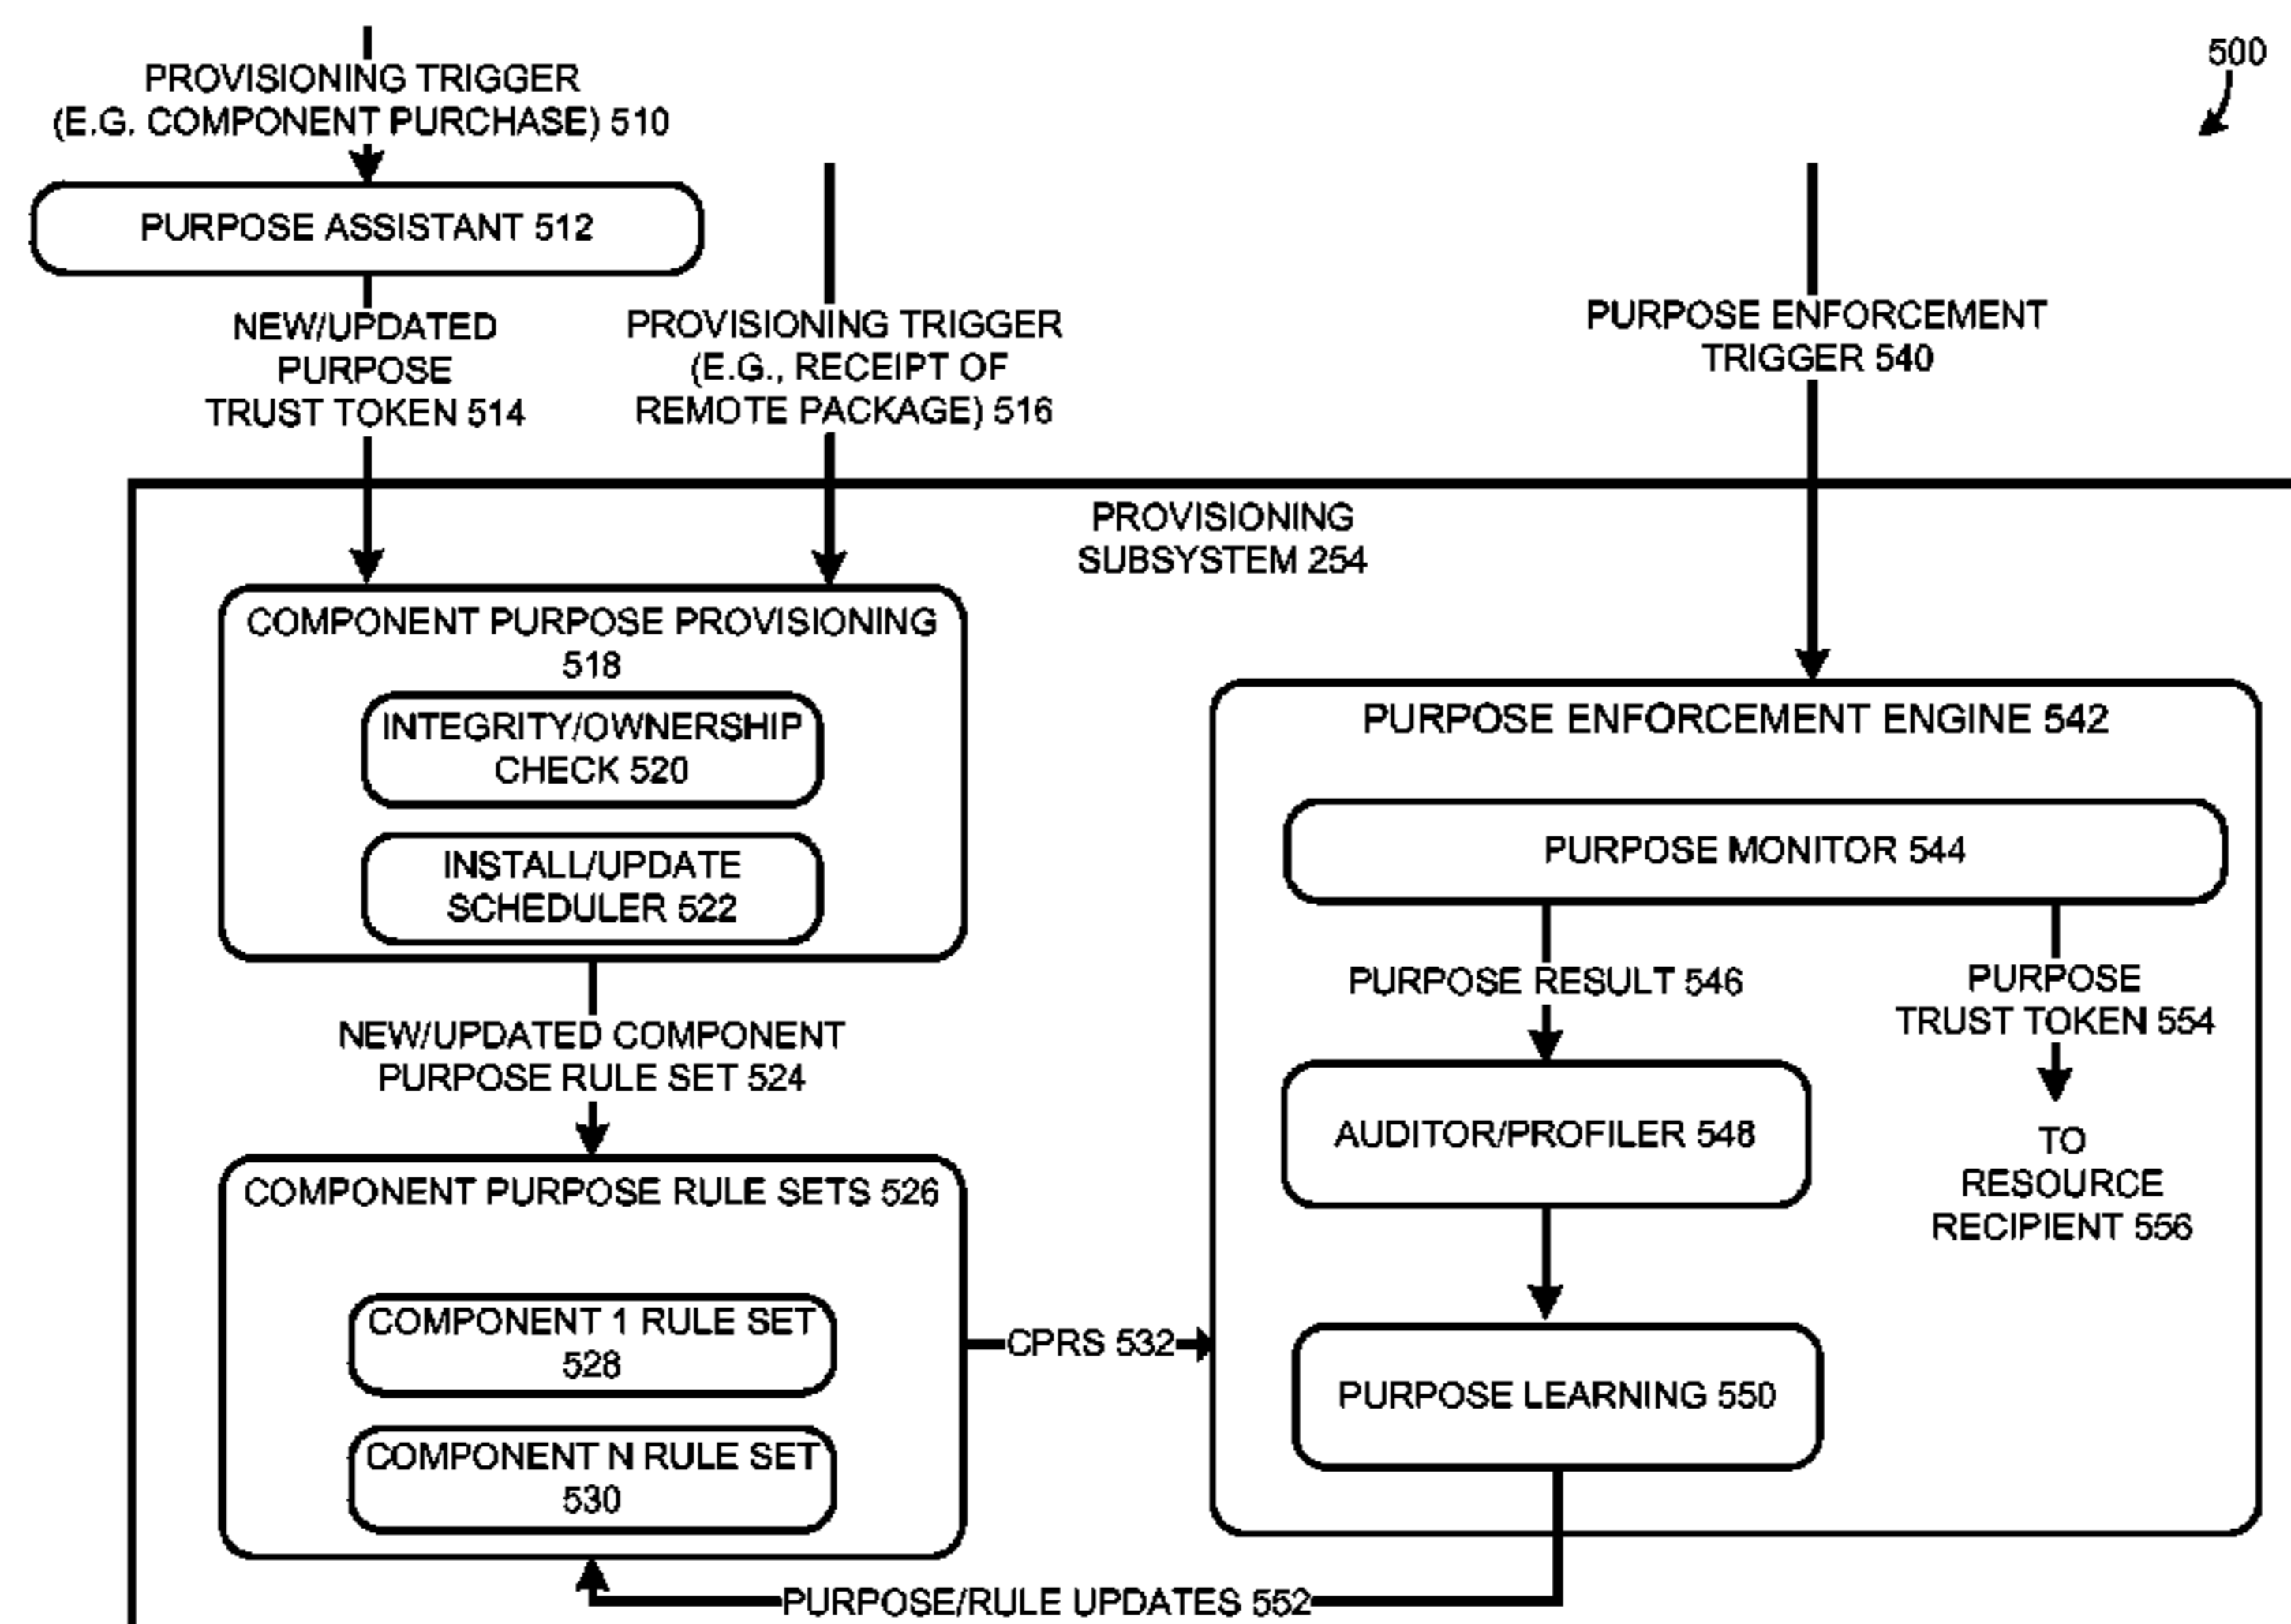 500
PROVISIONING TRIGGER
(E.G. COMPONENT PURCHASE) 510
PURPOSE ASSISTANT 512
NEW/UPDATED
PURPOSE
TRUST TOKEN 514
PROVISIONING TRIGGER
(E.G., RECEIPT OF
REMOTE PACKAGE) 516
PURPOSE ENFORCEMENT
TRIGGER 540
PROVISIONING
SUBSYSTEM 254
COMPONENT PURPOSE PROVISIONING
518
INTEGRITY/OWNERSHIP
CHECK 520
INSTALL/UPDATE
SCHEDULER 522
NEW/UPDATED COMPONENT
PURPOSE RULE SET 524
COMPONENT PURPOSE RULE SETS 526
COMPONENT 1 RULE SET
528
COMPONENT N RULE SET
530
CPRS 532
PURPOSE ENFORCEMENT ENGINE 542
PURPOSE MONITOR 544
PURPOSE RESULT 546
PURPOSE
TRUST TOKEN 554
TO
RESOURCE
RECIPIENT 556
AUDITOR/PROFILER 548
PURPOSE LEARNING 550
PURPOSE/RULE UPDATES 552